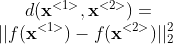 d(𝐱^{<1>}, 𝐱^{<2>}) =
||f(𝐱^{<1>}) − f(𝐱^{<2>})||_2^2